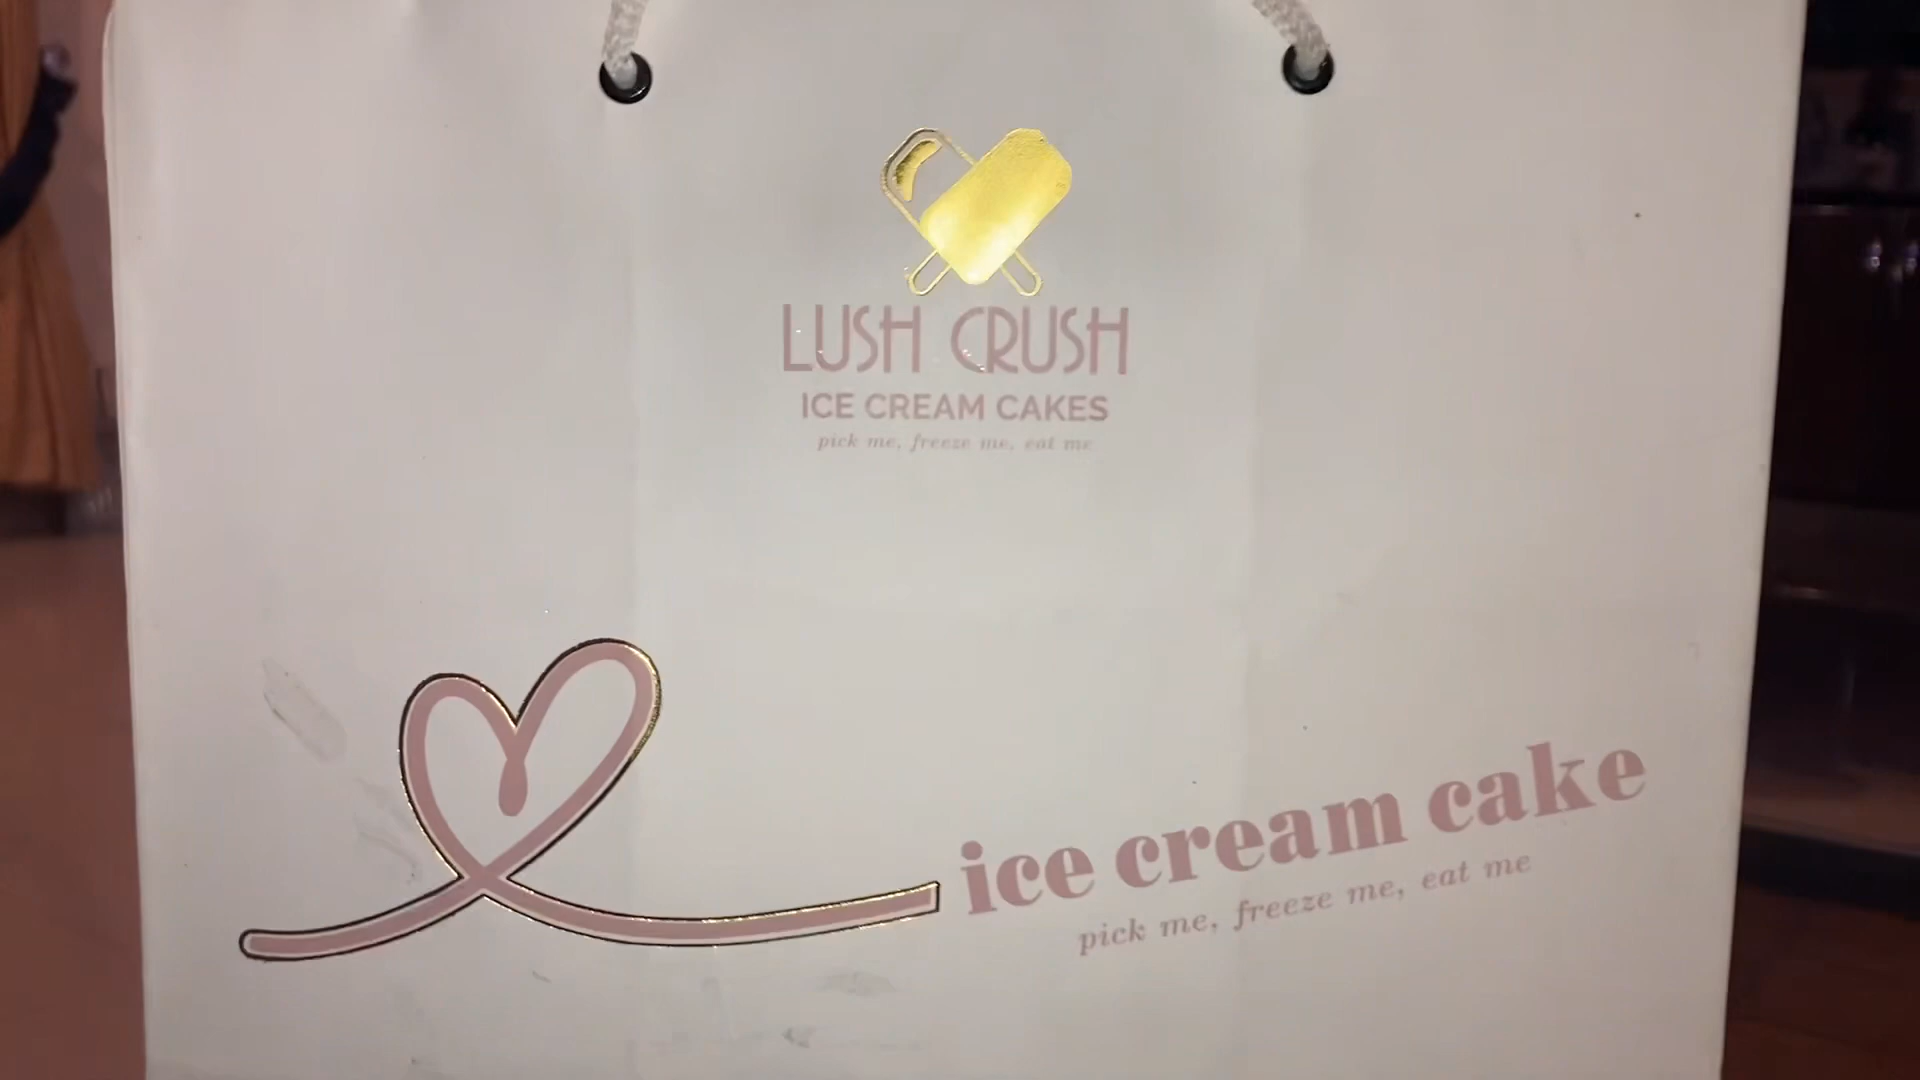 LUSH CRUSH
ICE CREAM CAKES
pick me, freeze me, eat me
ice cream cake
pick me, freeze me, eat me